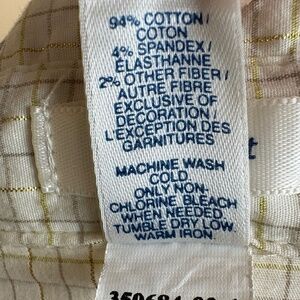 94% COTTON/
COTON
4% SPANDEX/
ÉLASTHANNE
2% OTHER FIBER/
AUTRE FIBRE
EXCLUSIVE OF
DECORATION/
L'EXCEPTION DES
GARNITURES
MACHINE WASH
COLD.
ONLY NON-
CHLORINE BLEACH
WHEN NEEDED.
TUMBLE DRY LOW.
WARM IRON.